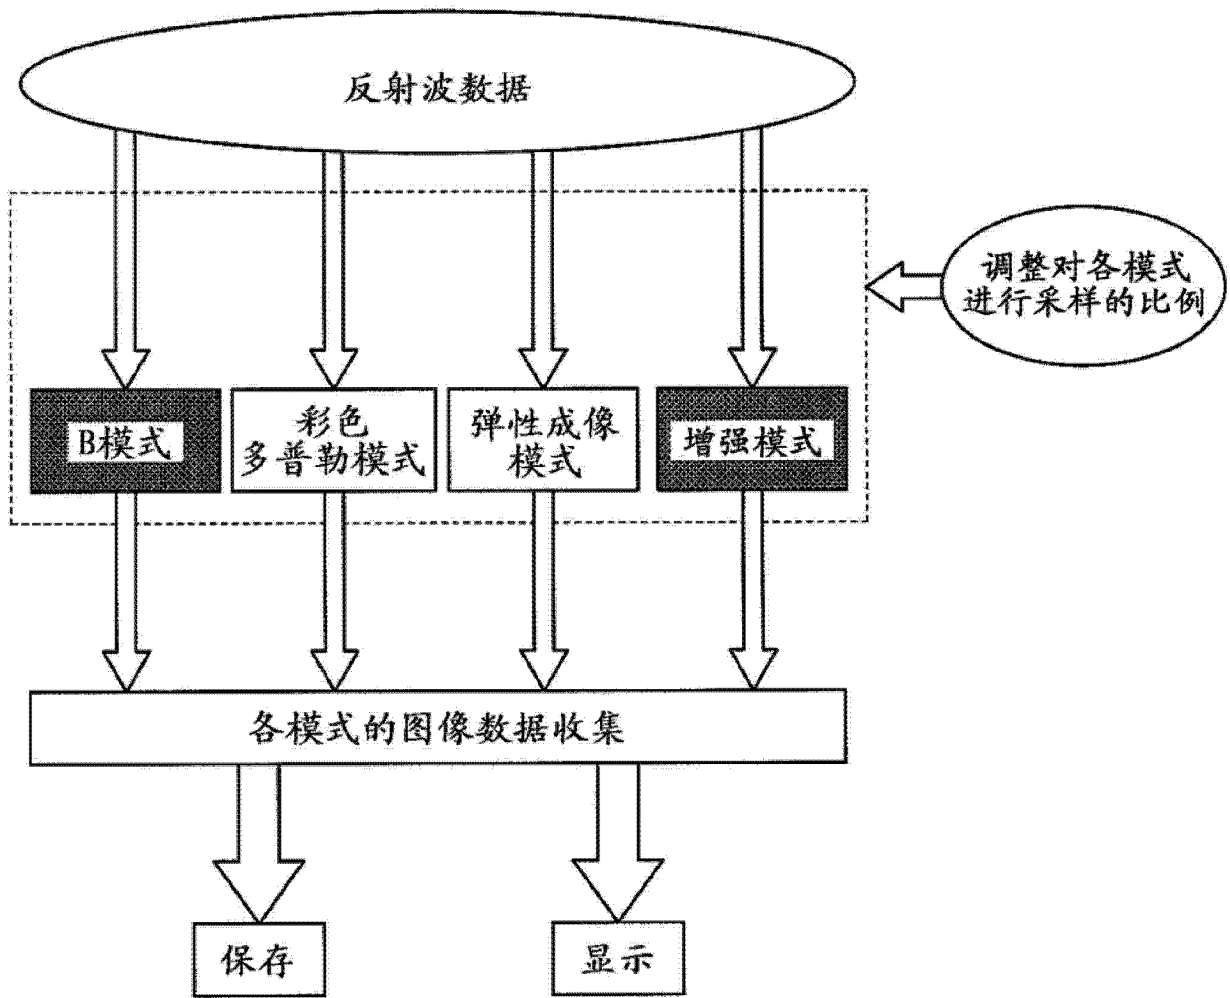 反射波数据
调整对各模式
进行采样的比例
B模式
彩色
多普勒模式
弹性成像
模式
增强模式
各模式的图像数据收集
保存
显示